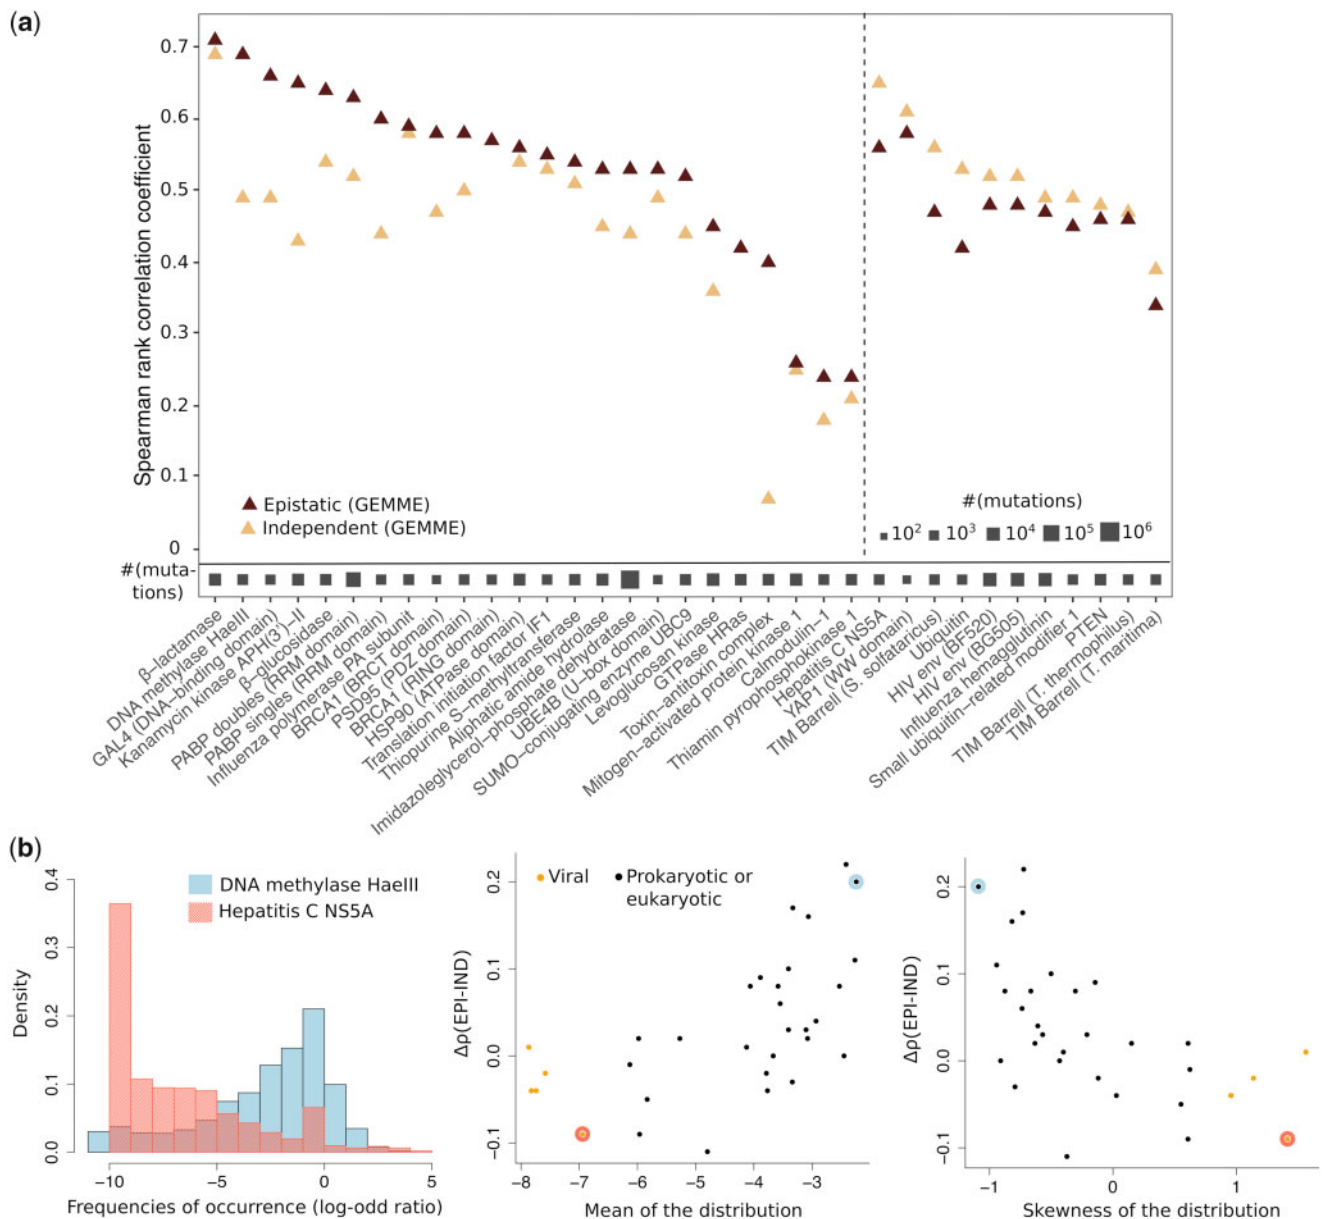 (a)
Spearman rank correlation coefficient
0.7
0.6
0.5
0.4
0.3
0.2
0.1
0
Epistatic (GEMME)
Independent (GEMME)
#(mutations)
10² 10³ 10⁴ 10⁵ 10⁶
#(muta-
tions)
β−lactamase
DNA methylase HaeIII
GAL4 (DNA−binding domain)
Kanamycin kinase APH(3')−II
β−glucosidase
PABP doubles (RRM domain)
PABP singles (RRM domain)
Influenza polymerase PA subunit
BRCA1 (BRCT domain)
PSD95 (PDZ domain)
BRCA1 (RING domain)
HSP90 (ATPase domain)
Translation initiation factor IF1
Thiopurine S−methyltransferase
Aliphatic amide hydrolase
Imidazoleglycerol−phosphate dehydratase
UBE4B (U−box domain)
SUMO−conjugating enzyme UBC9
Levoglucosan kinase
GTPase HRas
Toxin−antitoxin complex
Mitogen−activated protein kinase 1
Calmodulin−1
Thiamin pyrophosphokinase 1
Hepatitis C NS5A
YAP1 (WW domain)
TIM Barrell (S. solfataricus)
Ubiquitin
HIV env (BF520)
HIV env (BG505)
Influenza hemagglutinin
Small ubiquitin−related modifier 1
PTEN
TIM Barrell (T. thermophilus)
TIM Barrell (T. maritima)
(b)
Density
0.4
0.3
0.2
0.1
0.0
DNA methylase HaeIII
Hepatitis C NS5A
−10 −5 0 5
Frequencies of occurrence (log-odd ratio)
Δρ(EPI-IND)
0.2
0.1
0.0
−0.1
Viral
Prokaryotic or
eukaryotic
−8 −7 −6 −5 −4 −3
Mean of the distribution
Δρ(EPI-IND)
0.2
0.1
0.0
−0.1
−1 0 1
Skewness of the distribution